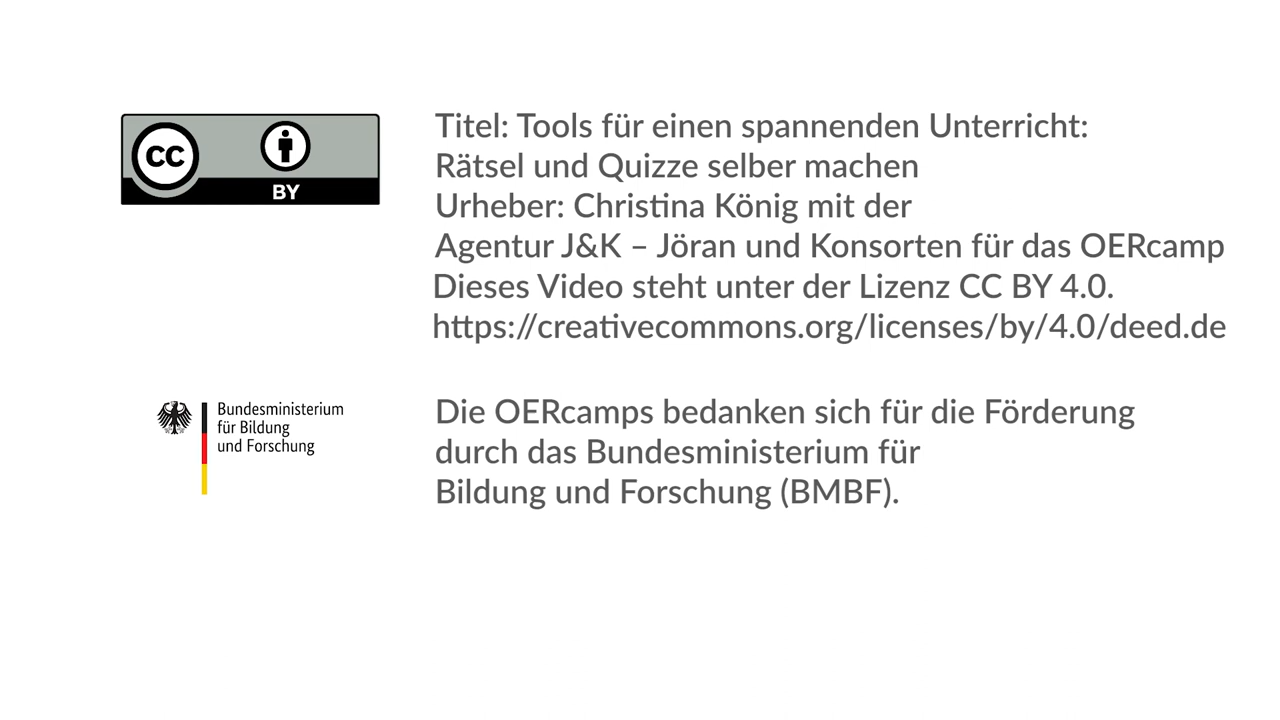 CC
BY
Titel: Tools für einen spannenden Unterricht:
Rätsel und Quizze selber machen
Urheber: Christina König mit der
Agentur J&K – Jöran und Konsorten für das OERcamp
Dieses Video steht unter der Lizenz CC BY 4.0.
https://creativecommons.org/licenses/by/4.0/deed.de
Bundesministerium
für Bildung
und Forschung
Die OERcamps bedanken sich für die Förderung
durch das Bundesministerium für
Bildung und Forschung (BMBF).